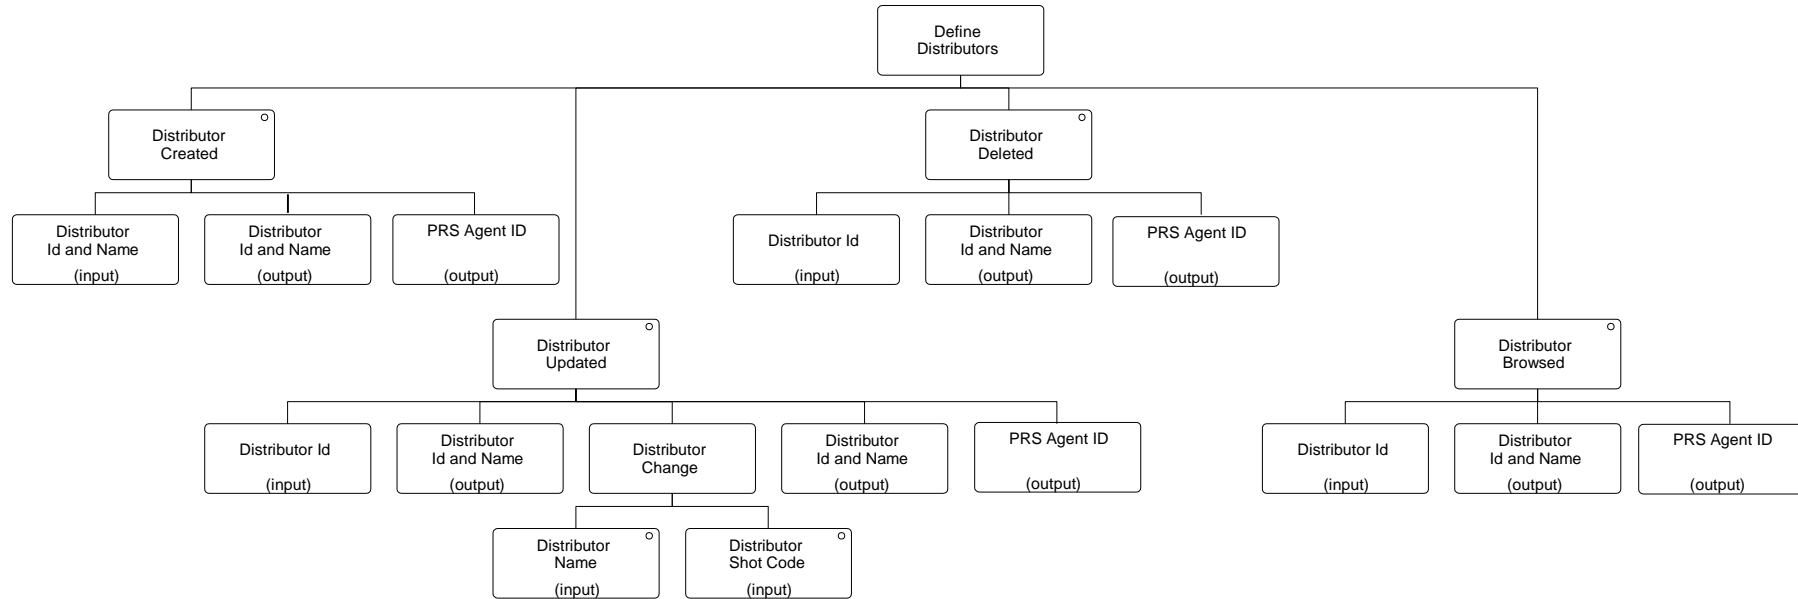 Define
Distributors
Distributor
Created
Distributor
Deleted
Distributor
Id and Name
(input)
Distributor
Id and Name
(output)
PRS Agent ID
(output)
Distributor Id
(input)
Distributor
Id and Name
(output)
PRS Agent ID
(output)
Distributor
Updated
Distributor
Browsed
Distributor Id
(input)
Distributor
Id and Name
(output)
Distributor
Change
Distributor
Id and Name
(output)
PRS Agent ID
(output)
Distributor Id
(input)
Distributor
Id and Name
(output)
PRS Agent ID
(output)
Distributor
Name
(input)
Distributor
Shot Code
(input)